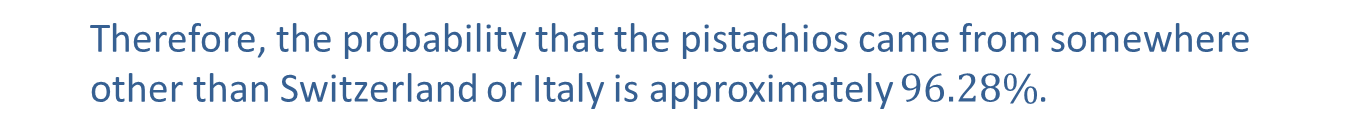 Therefore, the probability that the pistachios came from somewhere
other than Switzerland or Italy is approximately 96.28%.